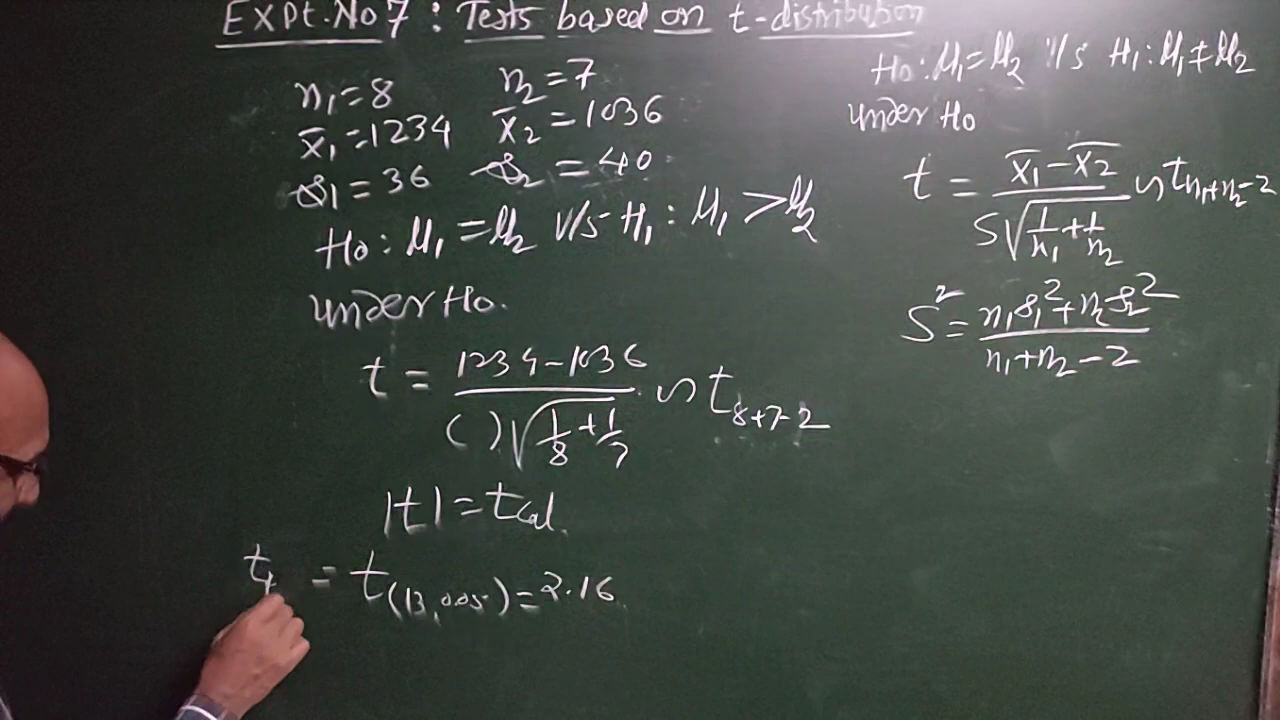 Expt.No 7 : Tests based on t-distribution
n₁=8 n₂=7
x̄₁=1234 x̄₂=1036
s₁=36 s₂=40
Ho: μ₁=μ₂ v/s H₁: μ₁>μ₂
under Ho.
t = (1234-1036)/(( )√(1/8+1/7)) ~ t₈₊₇₋₂
|t|=tcal.
t = t(13,0.05)=2.16
Ho: μ₁=μ₂ v/s H₁: μ₁≠μ₂
under Ho
t = (x̄₁-x̄₂)/(S√(1/n₁+1/n₂)) ~ tn₁+n₂-2
S² = (n₁s₁²+n₂s₂²)/(n₁+n₂-2)